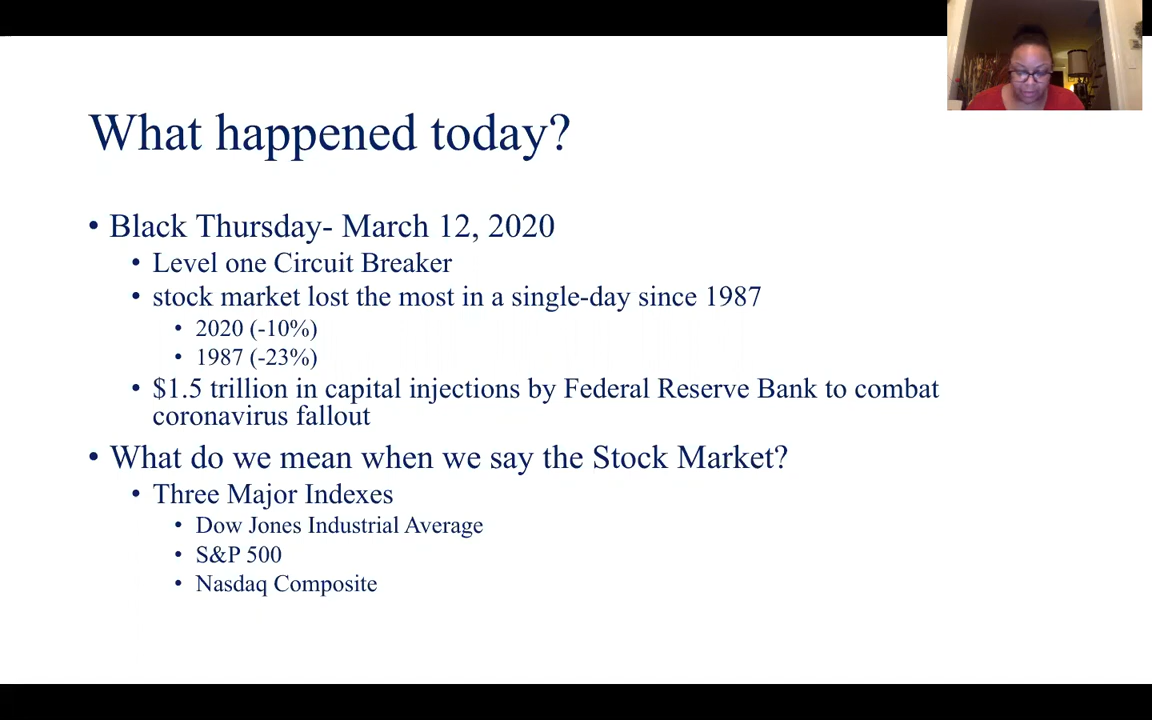 What happened today?
• Black Thursday- March 12, 2020
• Level one Circuit Breaker
• stock market lost the most in a single-day since 1987
• 2020 (-10%)
• 1987 (-23%)
• $1.5 trillion in capital injections by Federal Reserve Bank to combat
coronavirus fallout
• What do we mean when we say the Stock Market?
• Three Major Indexes
• Dow Jones Industrial Average
• S&P 500
• Nasdaq Composite